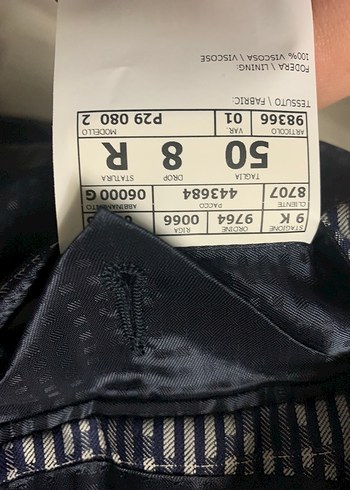 STAGIONE ORDINE RIGA
9 K 9764 0066
CLIENTE PACCO ABBINAMENTO
8707 443684 06000 G
TAGLIA DROP STATURA
50 8 R
ARTICOLO VAR. MODELLO
98366 01 P29 080 2
TESSUTO \ FABRIC:
FODERA \ LINING:
100% VISCOSA \ VISCOSE